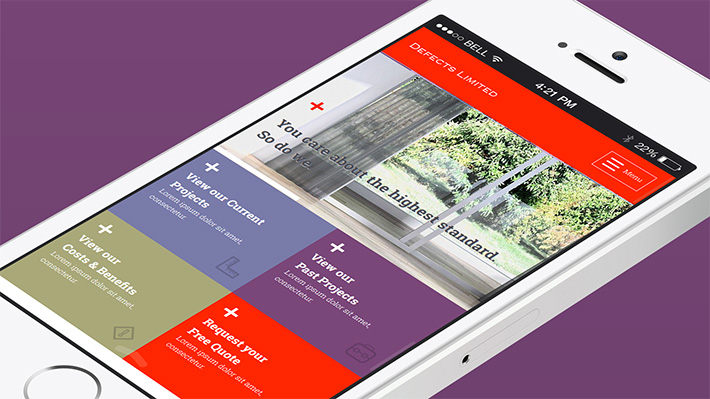 BELL
4:21 PM
22%
Defects Limited
Menu
You care about the highest standard.
So do we
View our Current
Projects
Lorem ipsum dolor sit amet,
consectetur.
View our
Past Projects
Lorem ipsum dolor sit amet,
consectetur.
View our
Costs & Benefits
Lorem ipsum dolor sit amet,
consectetur.
Request your
Free Quote
Lorem ipsum dolor sit amet,
consectetur.